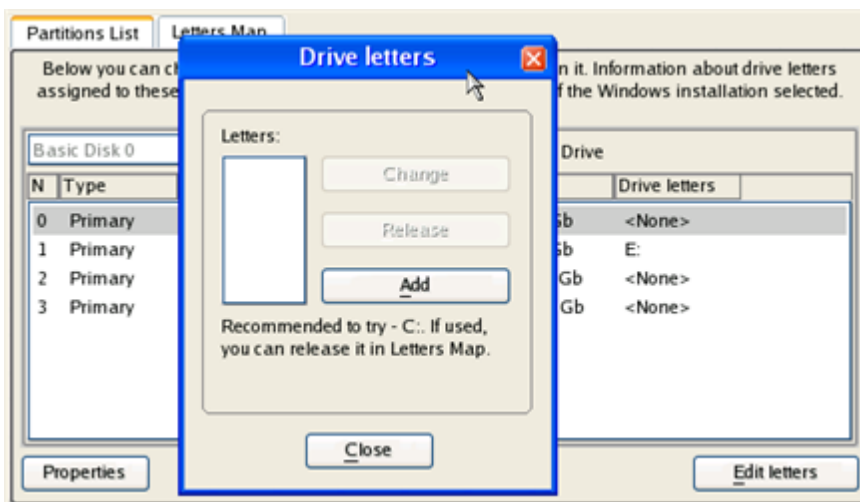 Partitions List
Letters Map
Drive letters
Below you can
n it. Information about drive letters
assigned to these
f the Windows installation selected.
Letters:
Change
Release
Add
Recommended to try - C:. If used,
you can release it in Letters Map.
Close
Basic Disk 0
Drive
N Type Drive letters
0 Primary Gb <None>
1 Primary Gb E:
2 Primary Gb <None>
3 Primary Gb <None>
Properties
Edit letters